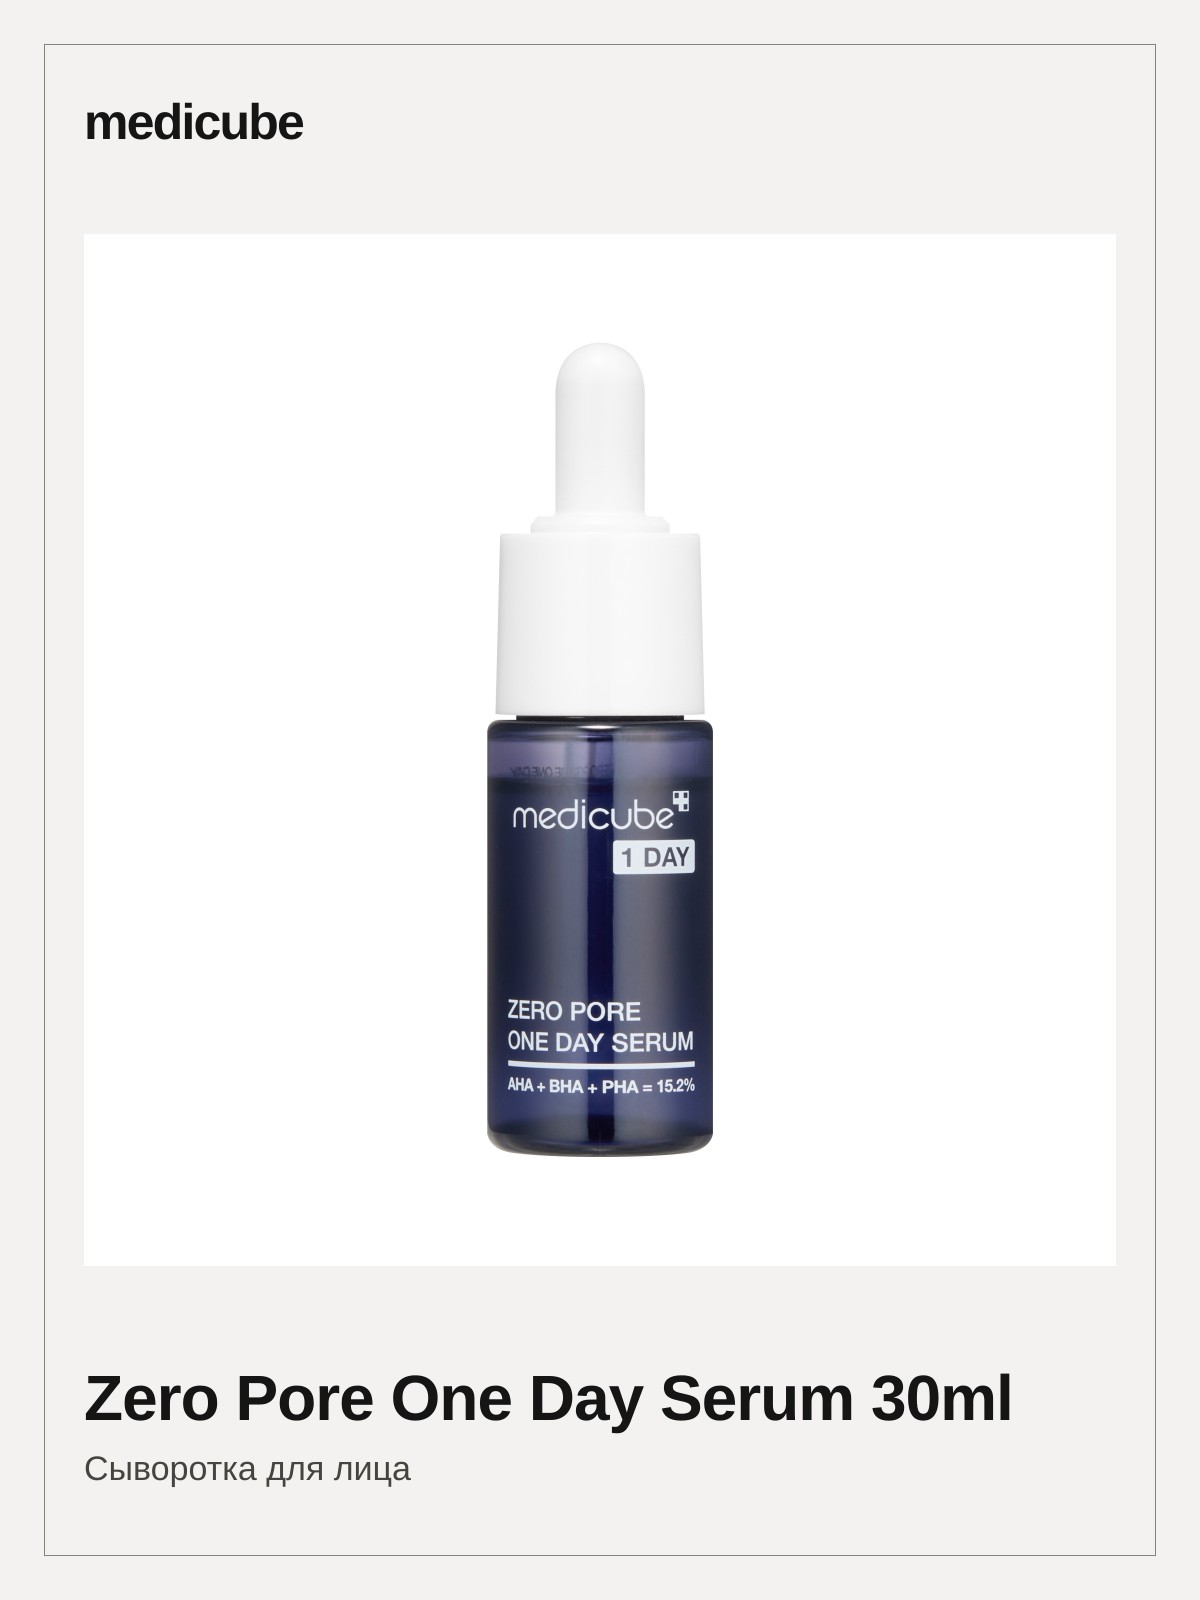 medicube
medicube
1 DAY
ZERO PORE
ONE DAY SERUM
AHA + BHA + PHA = 15.2%
Zero Pore One Day Serum 30ml
Сыворотка для лица